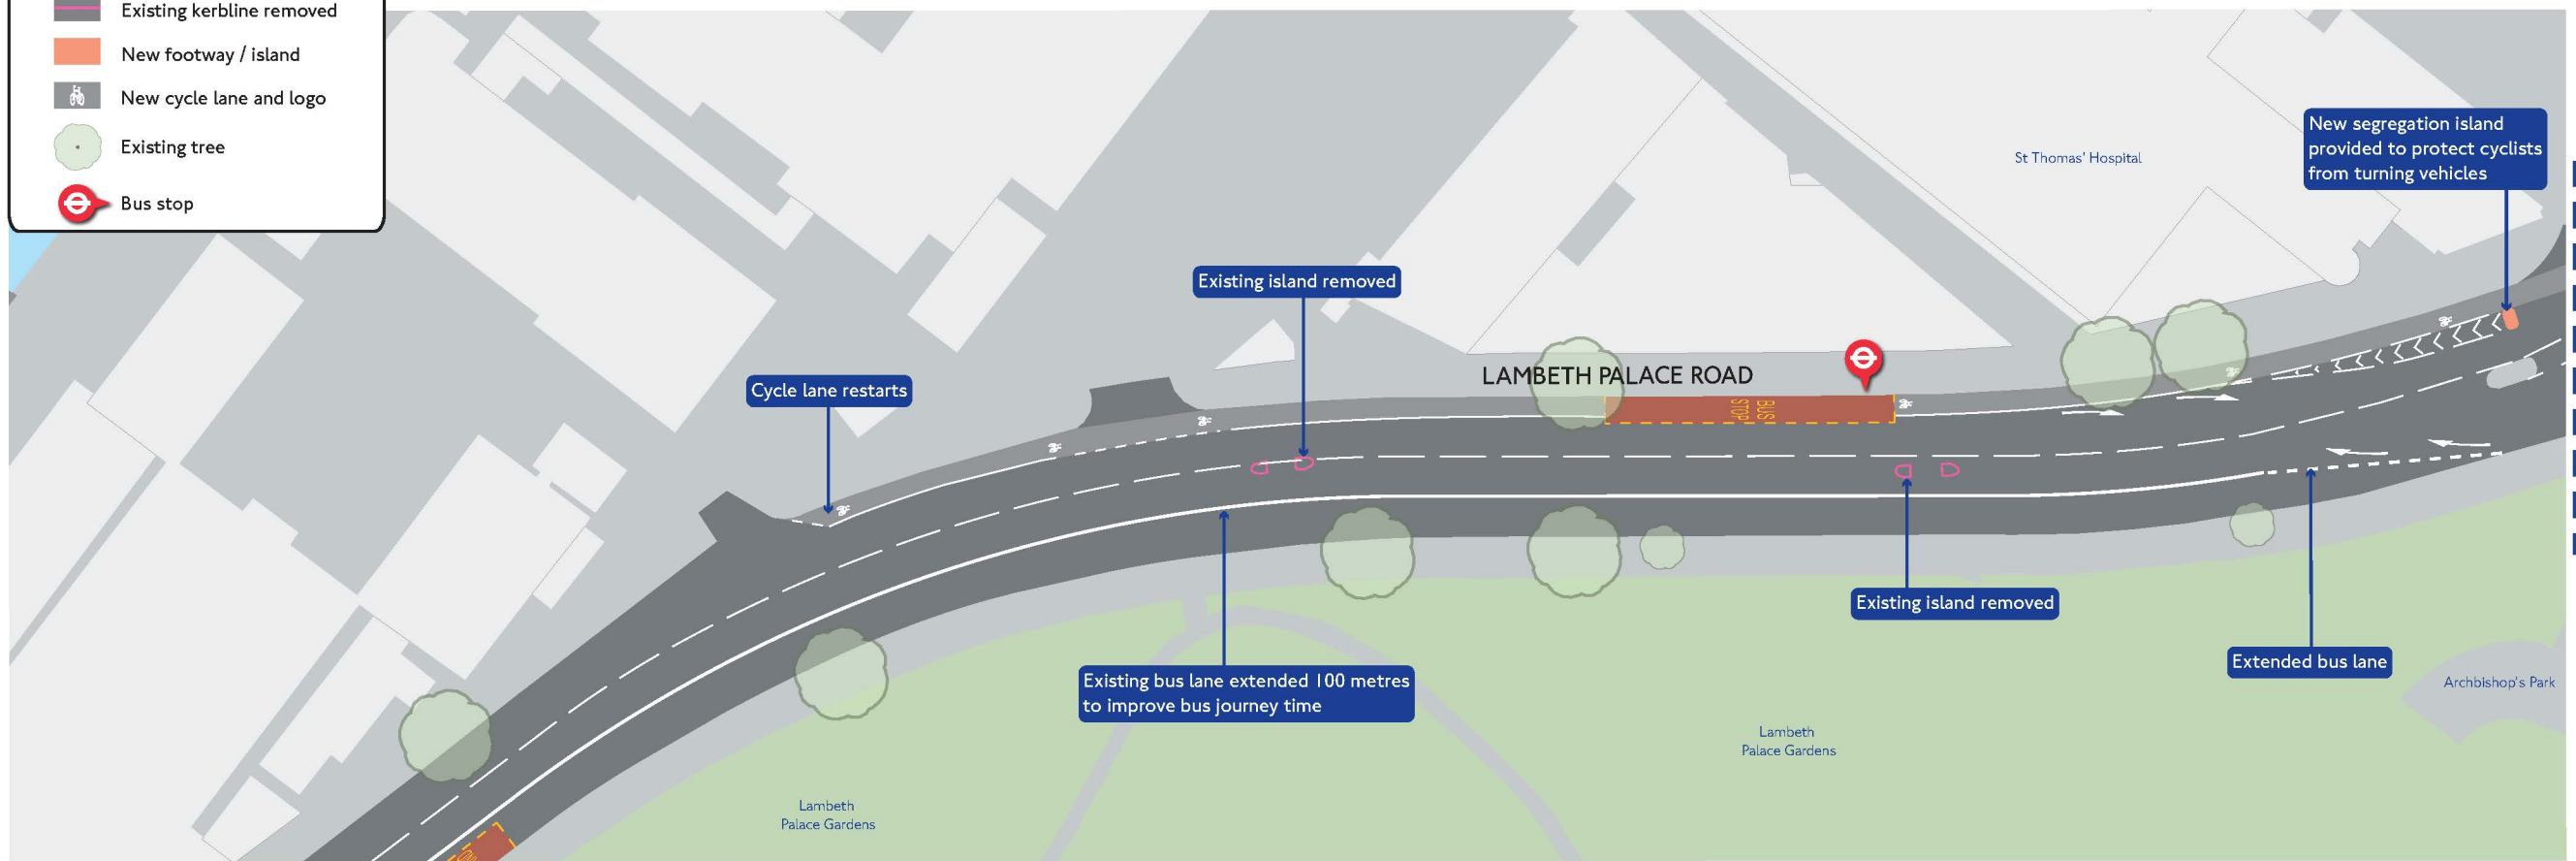 Existing kerbline removed
New footway / island
New cycle lane and logo
Existing tree
Bus stop
New segregation island
provided to protect cyclists
from turning vehicles
St Thomas' Hospital
Existing island removed
Cycle lane restarts
LAMBETH PALACE ROAD
BUS
STOP
Existing island removed
Existing bus lane extended 100 metres
to improve bus journey time
Extended bus lane
Archbishop's Park
Lambeth
Palace Gardens
Lambeth
Palace Gardens